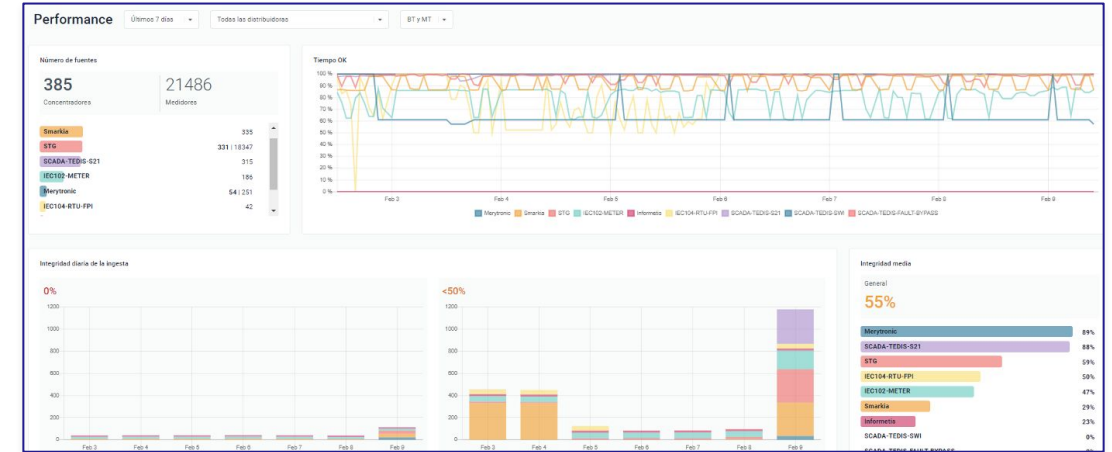 Performance
Últimos 7 días
Todas las distribuidoras
BT y MT
Número de fuentes
385
Concentradores
21486
Medidores
Smarkia 335
STG 331 | 18347
SCADA-TEDIS-S21 315
IEC102-METER 186
Merytronic 54 | 251
IEC104-RTU-FPI 42
Tiempo OK
100 %
90 %
80 %
70 %
60 %
50 %
40 %
30 %
20 %
10 %
0 %
Feb 3 Feb 4 Feb 5 Feb 6 Feb 7 Feb 8 Feb 9
Merytronic Smarkia STG IEC102-METER Informetis IEC104-RTU-FPI SCADA-TEDIS-S21 SCADA-TEDIS-SWI SCADA-TEDIS-FAULT-BYPASS
Integridad diaria de la ingesta
0%
1200
1000
800
600
400
200
0
Feb 3 Feb 4 Feb 5 Feb 6 Feb 7 Feb 8 Feb 9
<50%
1200
1000
800
600
400
200
0
Feb 3 Feb 4 Feb 5 Feb 6 Feb 7 Feb 8 Feb 9
Integridad media
General
55%
Merytronic 89%
SCADA-TEDIS-S21 88%
STG 59%
IEC104-RTU-FPI 50%
IEC102-METER 47%
Smarkia 29%
Informetis 23%
SCADA-TEDIS-SWI 0%
SCADA-TEDIS-FAULT-BYPASS